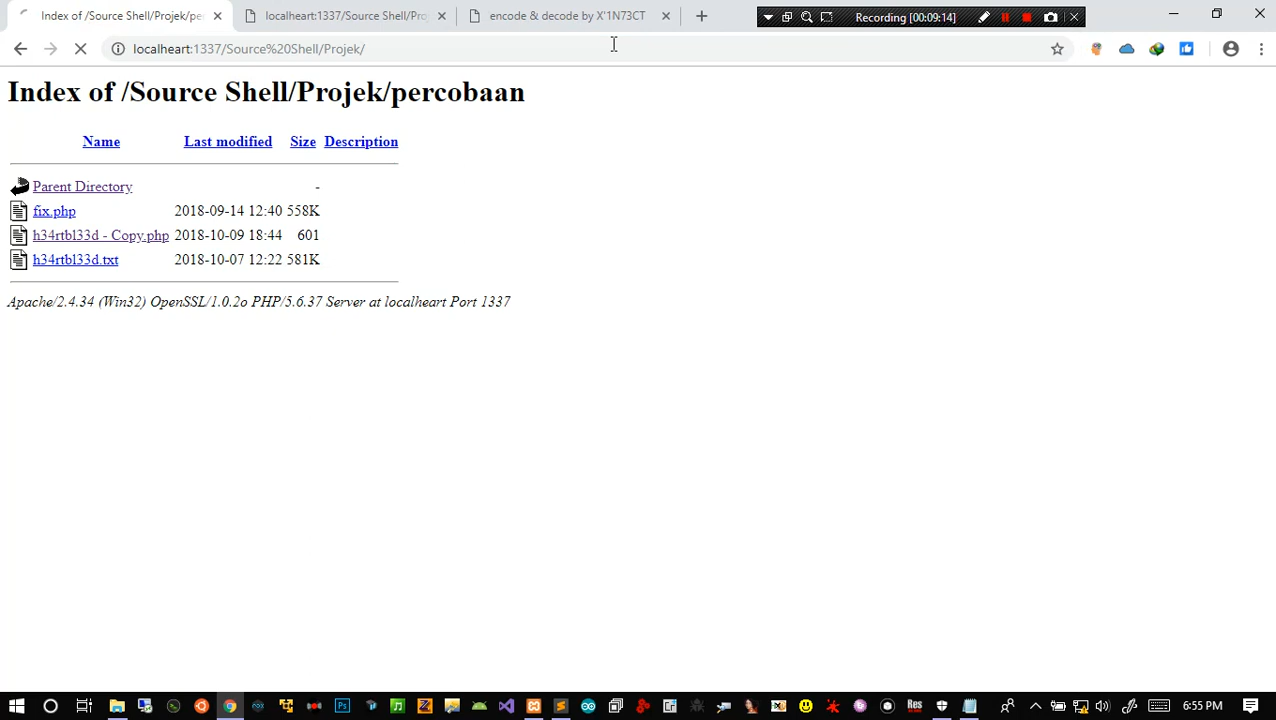 Index of /Source Shell/Projek/per
localheart:1337/Source Shell/Pro
encode & decode by X'1N73CT
Recording [00:09:14]
localheart:1337/Source%20Shell/Projek/
Index of /Source Shell/Projek/percobaan
Name Last modified Size Description
Parent Directory -
fix.php 2018-09-14 12:40 558K
h34rtbl33d - Copy.php 2018-10-09 18:44 601
h34rtbl33d.txt 2018-10-07 12:22 581K
Apache/2.4.34 (Win32) OpenSSL/1.0.2o PHP/5.6.37 Server at localheart Port 1337
Ps
Res
6:55 PM